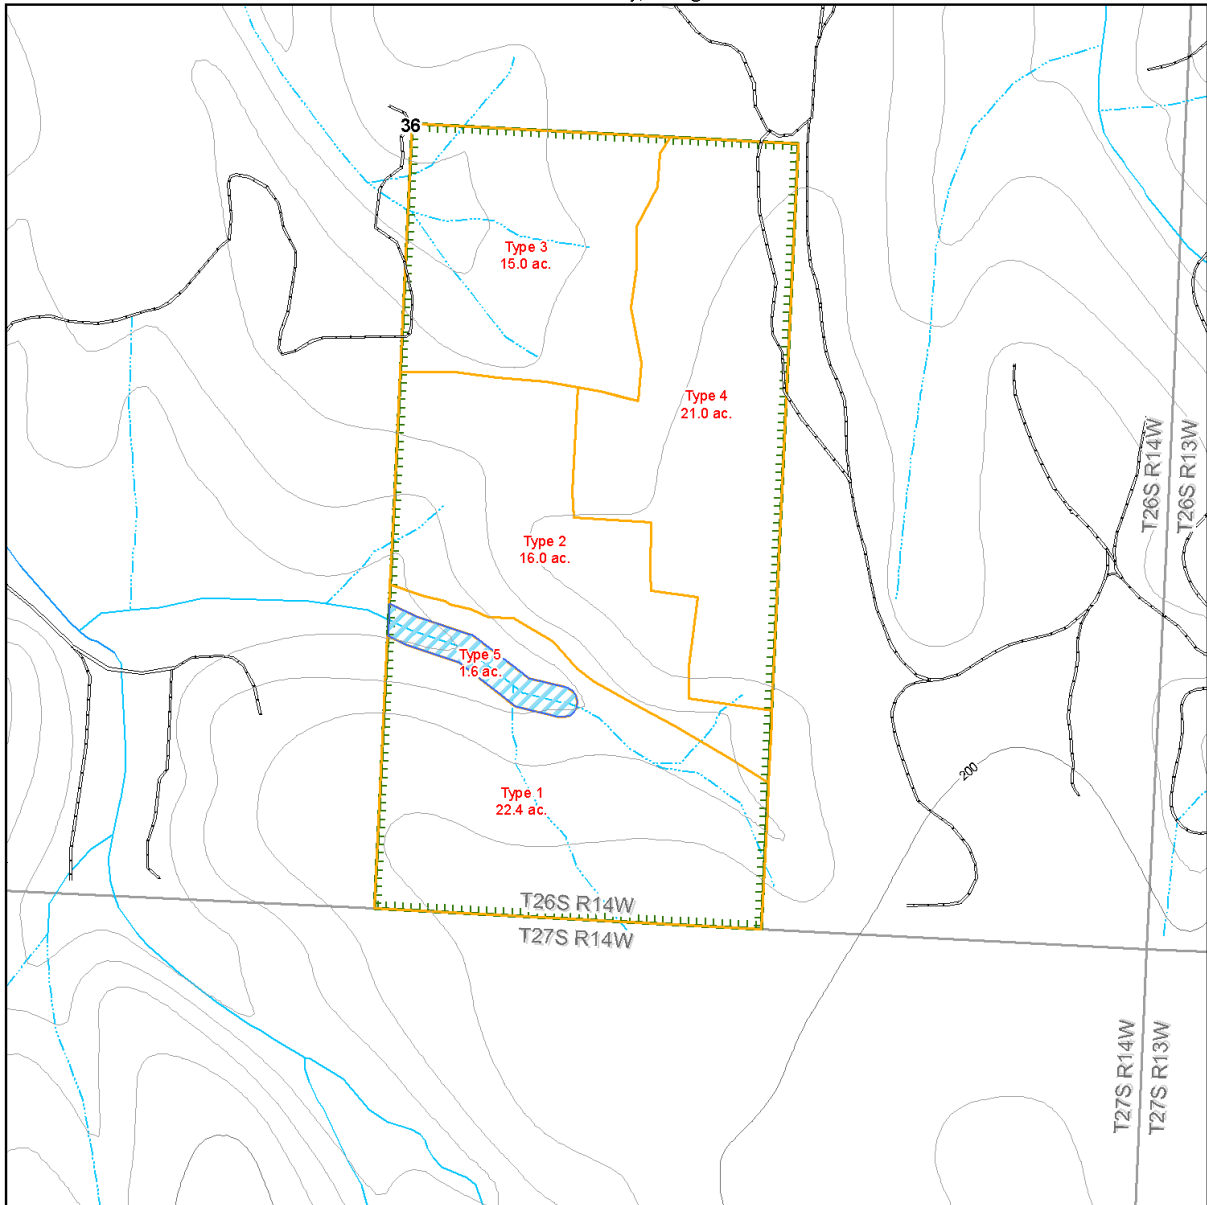 36
Type 3
15.0 ac.
Type 4
21.0 ac.
T26S R14W
T26S R13W
Type 2
16.0 ac.
Type 5
1.6 ac.
200
Type 1
22.4 ac.
T26S R14W
T27S R14W
T27S R14W
T27S R13W